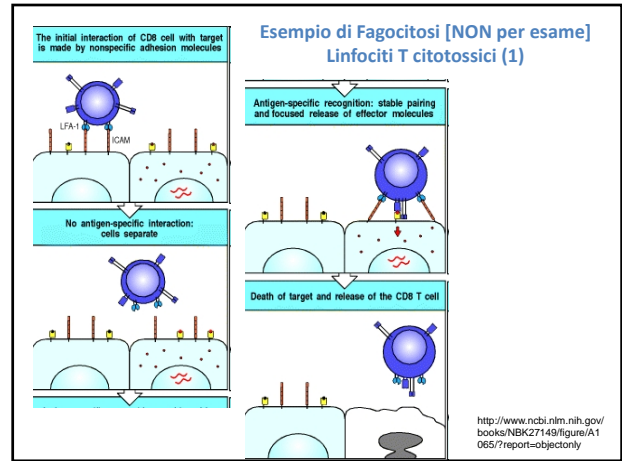 Esempio di Fagocitosi [NON per esame]
Linfociti T citotossici (1)
The initial interaction of CD8 cell with target
is made by nonspecific adhesion molecules
LFA-1
ICAM
No antigen-specific interaction:
cells separate
Antigen-specific recognition: stable pairing
and focused release of effector molecules
Death of target and release of the CD8 T cell
http://www.ncbi.nlm.nih.gov/
books/NBK27149/figure/A1
065/?report=objectonly